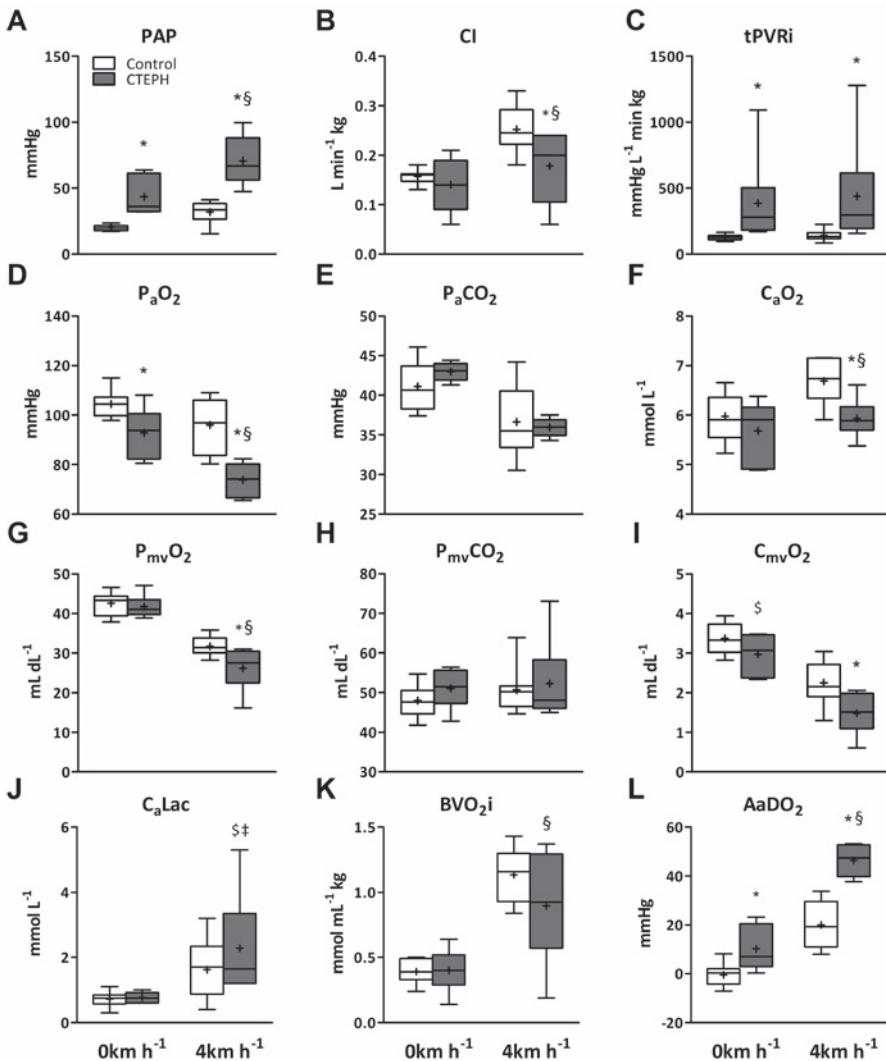 A PAP
150
100
50
0
mmHg
Control
CTEPH
*
*§
B CI
0.4
0.3
0.2
0.1
0.0
L min⁻¹ kg
*§
C tPVRi
1500
1000
500
0
mmHg L⁻¹ min kg
*
*
D PₐO₂
140
120
100
80
60
mmHg
*
*§
E PₐCO₂
50
45
40
35
30
25
mmHg
F CₐO₂
8
7
6
5
4
mmol L⁻¹
*§
G PmvO₂
50
40
30
20
10
0
mL dL⁻¹
*§
H PmvCO₂
80
70
60
50
40
30
mL dL⁻¹
I CmvO₂
5
4
3
2
1
0
mL dL⁻¹
$
*
J CₐLac
6
4
2
0
mmol L⁻¹
$‡
0km h⁻¹ 4km h⁻¹
K BVO₂i
1.5
1.0
0.5
0.0
mmol mL⁻¹ kg
§
0km h⁻¹ 4km h⁻¹
L AaDO₂
60
40
20
0
-20
mmHg
*
*§
0km h⁻¹ 4km h⁻¹